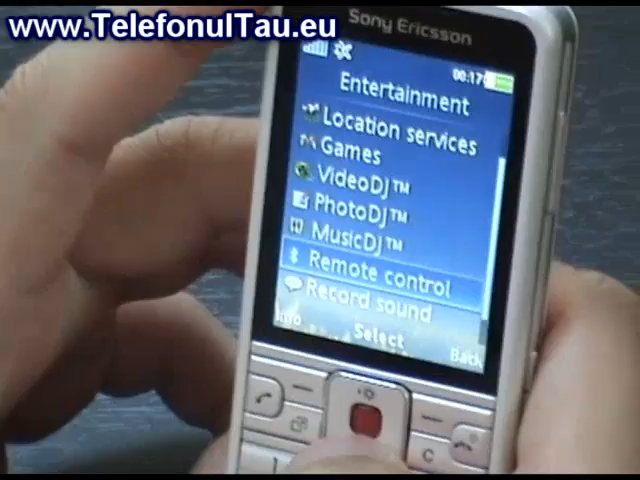 www.TelefonulTau.eu
Sony Ericsson
00:17
Entertainment
Location services
Games
VideoDJ™
PhotoDJ™
MusicDJ™
Remote control
Record sound
Info Select Back
C